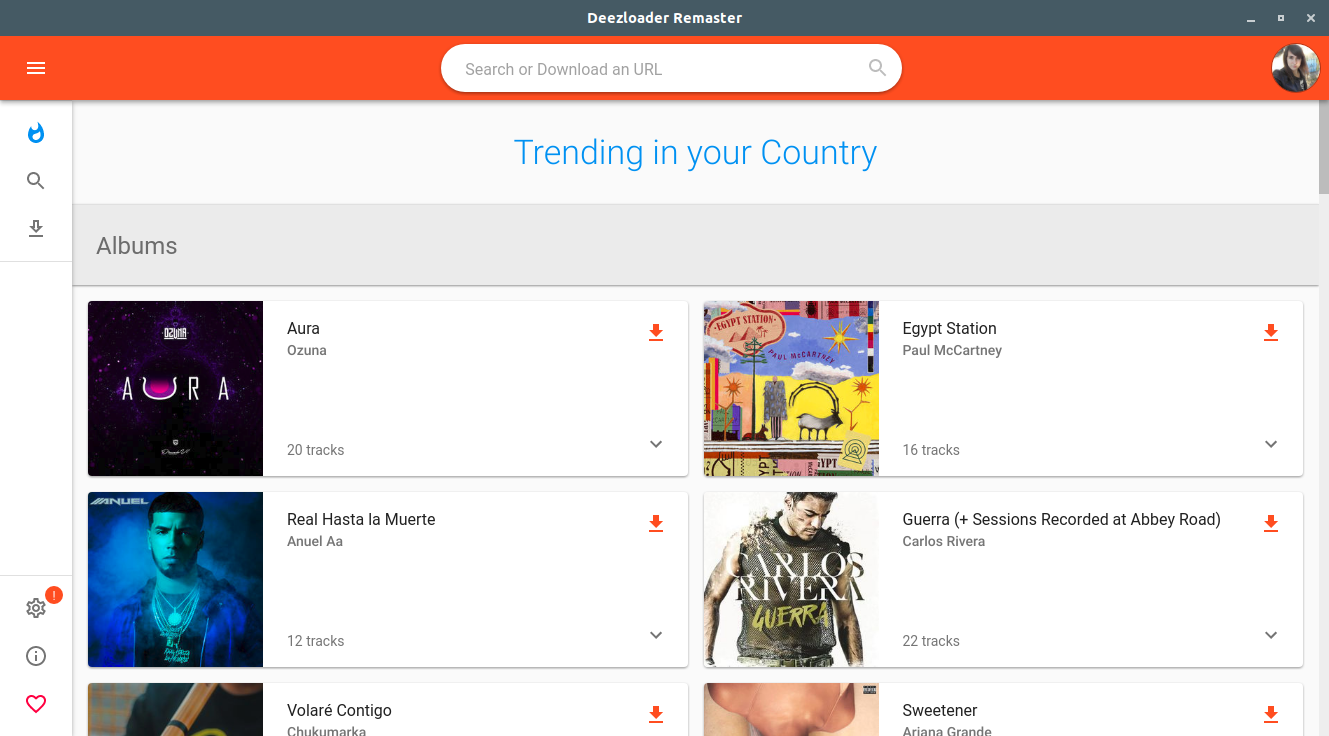 Deezloader Remaster
Search or Download an URL
Trending in your Country
Albums
OZUNA
AURA
Aura
Ozuna
20 tracks
EGYPT STATION
PAUL McCARTNEY
Egypt Station
Paul McCartney
16 tracks
ANUEL
Real Hasta la Muerte
Anuel Aa
12 tracks
CARLOS
RIVERA
GUERRA
Guerra (+ Sessions Recorded at Abbey Road)
Carlos Rivera
22 tracks
!
Volaré Contigo
Chukumarka
Sweetener
Ariana Grande